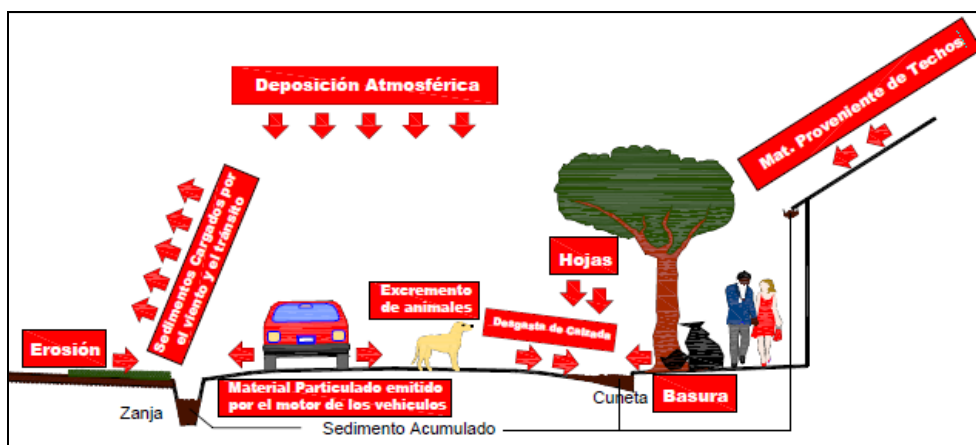 Deposición Atmosférica
Mat. Proveniente de Techos
Sedimentos Cargados por
el viento y el tránsito
Hojas
Excremento
de animales
Desgaste de Calzada
Erosión
Material Particulado emitido
por el motor de los vehículos
Basura
Zanja
Cuneta
Sedimento Acumulado